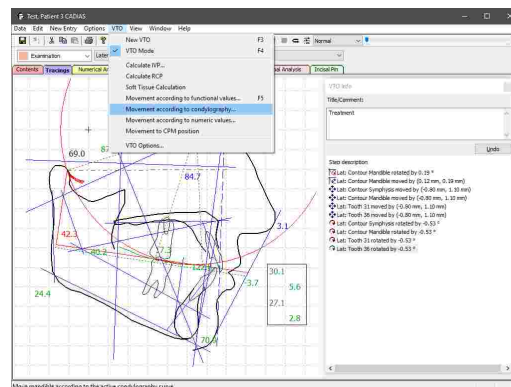 Test, Patient 3 CADIAS
Data Edit New Entry Options VTO View Window Help
Normal
Examination
Contents Tracings Numerical An
ual Analysis Incisal Pin
New VTO F3
VTO Mode F4
Calculate IVP...
Calculate RCP
Soft Tissue Calculation
Movement according to functional values... F5
Movement according to condylography...
Movement according to numeric values...
Movement to CPM position
VTO Options...
69.0
87
84.7
3.1
42.3
40.2
7.3
-3.7
24.4
30.1
5.6
27.1
2.8
VTO Info
Title/Comment:
Treatment
Undo
Step description
Lat: Contour Mandible rotated by 0.19 °
Lat: Contour Mandible moved by (0.12 mm, 0.19 mm)
Lat: Contour Symphysis moved by (-0.80 mm, 1.10 mm)
Lat: Contour Mandible moved by (-0.80 mm, 1.10 mm)
Lat: Tooth 31 moved by (-0.80 mm, 1.10 mm)
Lat: Tooth 36 moved by (-0.80 mm, 1.10 mm)
Lat: Contour Symphysis rotated by -0.53 °
Lat: Contour Mandible rotated by -0.53 °
Lat: Tooth 31 rotated by -0.53 °
Lat: Tooth 36 rotated by -0.53 °
Move mandible according to the active condylography curve